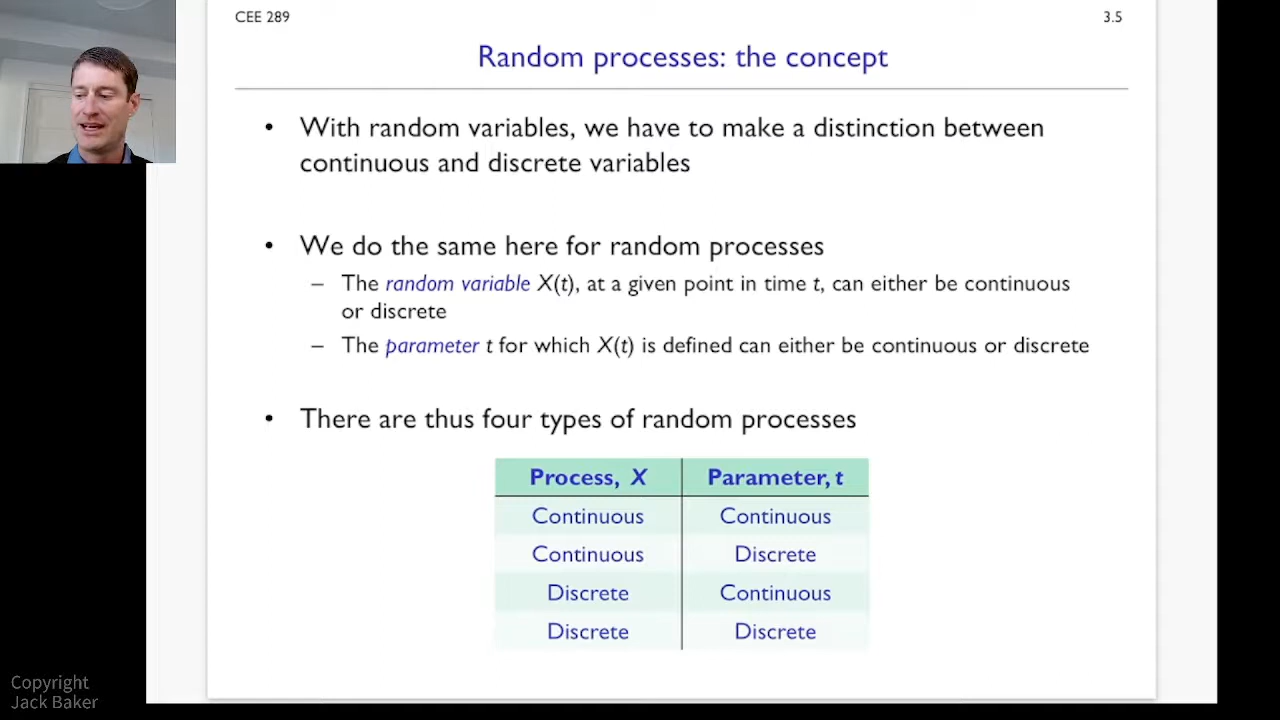 CEE 289
3.5
Random processes: the concept
• With random variables, we have to make a distinction between
continuous and discrete variables
• We do the same here for random processes
– The random variable X(t), at a given point in time t, can either be continuous
or discrete
– The parameter t for which X(t) is defined can either be continuous or discrete
• There are thus four types of random processes
Process, X Parameter, t
Continuous Continuous
Continuous Discrete
Discrete Continuous
Discrete Discrete
Copyright
Jack Baker